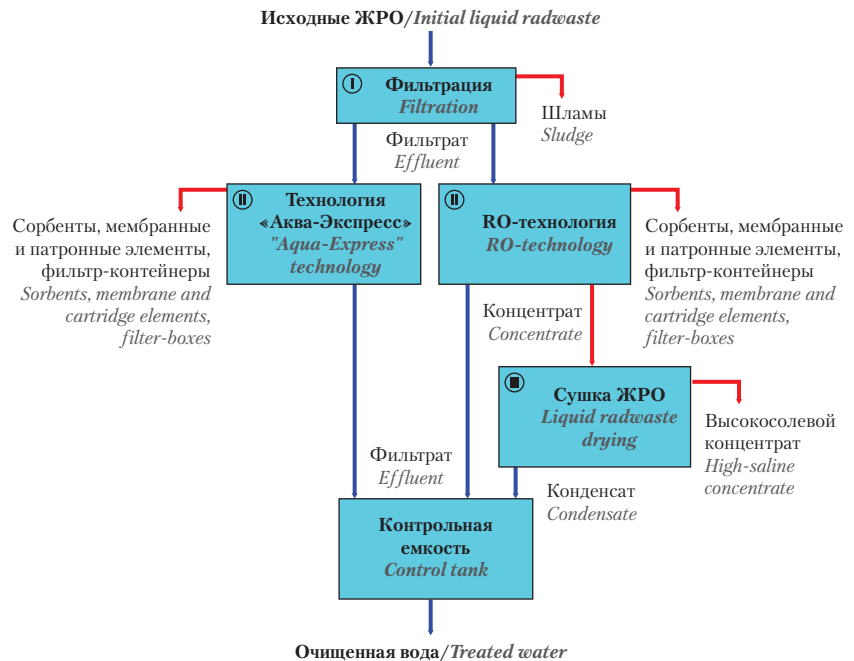 Исходные ЖРО/Initial liquid radwaste
I
Фильтрация
Filtration
Шламы
Sludge
Фильтрат
Effluent
II
Технология
«Аква-Экспресс»
"Aqua-Express"
technology
II
RO-технология
RO-technology
Сорбенты, мембранные
и патронные элементы,
фильтр-контейнеры
Sorbents, membrane and
cartridge elements,
filter-boxes
Сорбенты, мембранные
и патронные элементы,
фильтр-контейнеры
Sorbents, membrane and
cartridge elements,
filter-boxes
Концентрат
Concentrate
III
Сушка ЖРО
Liquid radwaste
drying
Высокосолевой
концентрат
High-saline
concentrate
Фильтрат
Effluent
Конденсат
Condensate
Контрольная
емкость
Control tank
Очищенная вода/Treated water